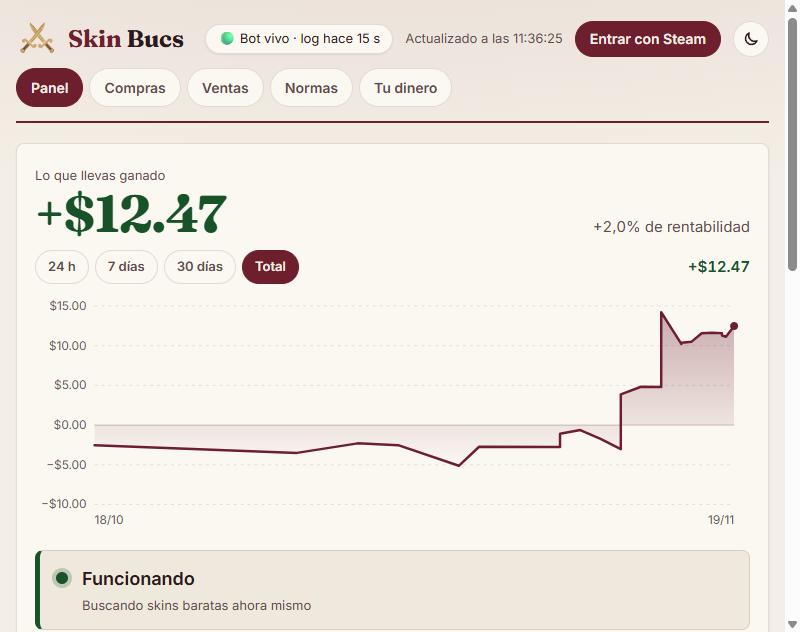 Skin Bucs
Bot vivo · log hace 15 s
Actualizado a las 11:36:25
Entrar con Steam
Panel
Compras
Ventas
Normas
Tu dinero
Lo que llevas ganado
+$12.47
+2,0% de rentabilidad
24 h
7 días
30 días
Total
+$12.47
$15.00
$10.00
$5.00
$0.00
−$5.00
−$10.00
18/10
19/11
Funcionando
Buscando skins baratas ahora mismo